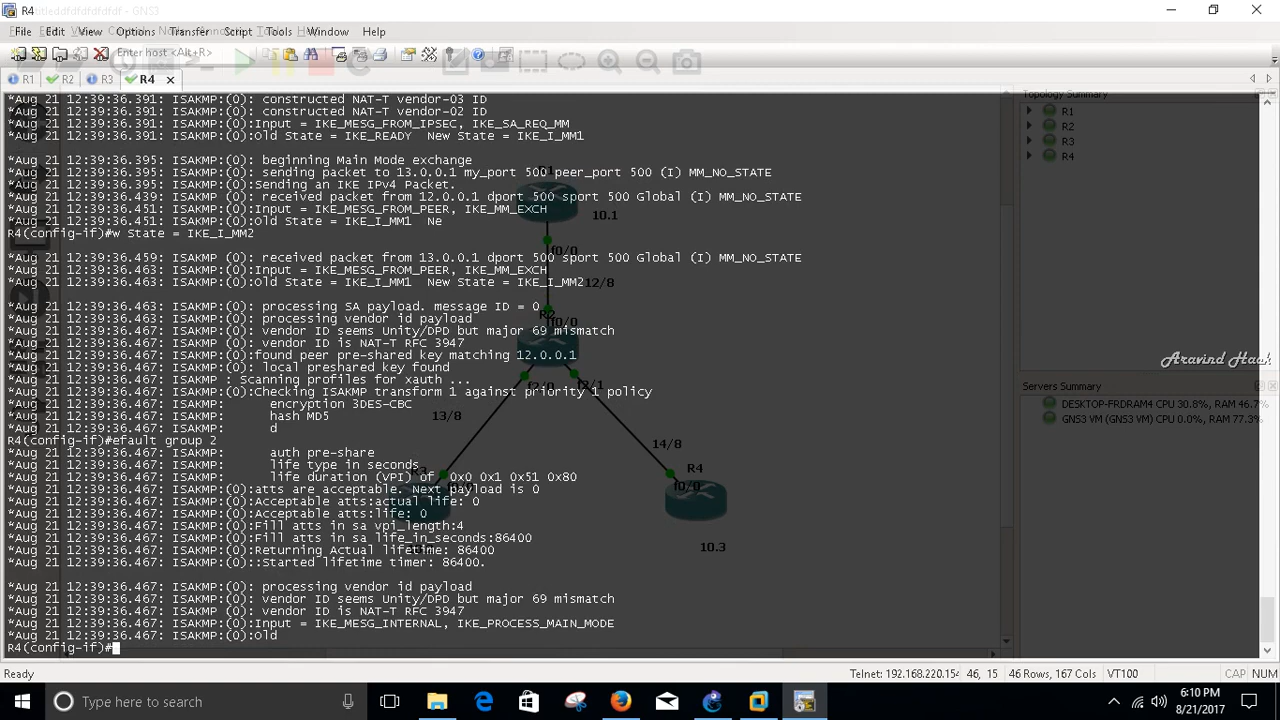 R4
File Edit View Options Transfer Script Tools Window Help
Enter host <Alt+R>
R1 R2 R3 R4
*Aug 21 12:39:36.391: ISAKMP:(0): constructed NAT-T vendor-03 ID
*Aug 21 12:39:36.391: ISAKMP:(0): constructed NAT-T vendor-02 ID
*Aug 21 12:39:36.391: ISAKMP:(0):Input = IKE_MESG_FROM_IPSEC, IKE_SA_REQ_MM
*Aug 21 12:39:36.391: ISAKMP:(0):Old State = IKE_READY  New State = IKE_I_MM1
*Aug 21 12:39:36.395: ISAKMP:(0): beginning Main Mode exchange
*Aug 21 12:39:36.395: ISAKMP:(0): sending packet to 13.0.0.1 my_port 500 peer_port 500 (I) MM_NO_STATE
*Aug 21 12:39:36.395: ISAKMP:(0):Sending an IKE IPv4 Packet.
*Aug 21 12:39:36.439: ISAKMP:(0): received packet from 12.0.0.1 dport 500 sport 500 Global (I) MM_NO_STATE
*Aug 21 12:39:36.451: ISAKMP:(0):Input = IKE_MESG_FROM_PEER, IKE_MM_EXCH
*Aug 21 12:39:36.451: ISAKMP:(0):Old State = IKE_I_MM1  Ne
R4(config-if)#w State = IKE_I_MM2
*Aug 21 12:39:36.459: ISAKMP:(0): received packet from 13.0.0.1 dport 500 sport 500 Global (I) MM_NO_STATE
*Aug 21 12:39:36.463: ISAKMP:(0):Input = IKE_MESG_FROM_PEER, IKE_MM_EXCH
*Aug 21 12:39:36.463: ISAKMP:(0):Old State = IKE_I_MM1  New State = IKE_I_MM2
*Aug 21 12:39:36.463: ISAKMP:(0): processing SA payload. message ID = 0
*Aug 21 12:39:36.467: ISAKMP:(0): processing vendor id payload
*Aug 21 12:39:36.467: ISAKMP:(0): vendor ID seems Unity/DPD but major 69 mismatch
*Aug 21 12:39:36.467: ISAKMP:(0): vendor ID is NAT-T RFC 3947
*Aug 21 12:39:36.467: ISAKMP:(0):found peer pre-shared key matching 12.0.0.1
*Aug 21 12:39:36.467: ISAKMP:(0): local preshared key found
*Aug 21 12:39:36.467: ISAKMP : Scanning profiles for xauth ...
*Aug 21 12:39:36.467: ISAKMP:(0):Checking ISAKMP transform 1 against priority 1 policy
*Aug 21 12:39:36.467: ISAKMP:      encryption 3DES-CBC
*Aug 21 12:39:36.467: ISAKMP:      hash MD5
*Aug 21 12:39:36.467: ISAKMP:      d
R4(config-if)#efault group 2
*Aug 21 12:39:36.467: ISAKMP:      auth pre-share
*Aug 21 12:39:36.467: ISAKMP:      life type in seconds
*Aug 21 12:39:36.467: ISAKMP:      life duration (VPI) of  0x0 0x1 0x51 0x80
*Aug 21 12:39:36.467: ISAKMP:(0):atts are acceptable. Next payload is 0
*Aug 21 12:39:36.467: ISAKMP:(0):Acceptable atts:actual life: 0
*Aug 21 12:39:36.467: ISAKMP:(0):Acceptable atts:life: 0
*Aug 21 12:39:36.467: ISAKMP:(0):Fill atts in sa vpi_length:4
*Aug 21 12:39:36.467: ISAKMP:(0):Fill atts in sa life_in_seconds:86400
*Aug 21 12:39:36.467: ISAKMP:(0):Returning Actual lifetime: 86400
*Aug 21 12:39:36.467: ISAKMP:(0)::Started lifetime timer: 86400.
*Aug 21 12:39:36.467: ISAKMP:(0): processing vendor id payload
*Aug 21 12:39:36.467: ISAKMP:(0): vendor ID seems Unity/DPD but major 69 mismatch
*Aug 21 12:39:36.467: ISAKMP:(0): vendor ID is NAT-T RFC 3947
*Aug 21 12:39:36.467: ISAKMP:(0):Input = IKE_MESG_INTERNAL, IKE_PROCESS_MAIN_MODE
*Aug 21 12:39:36.467: ISAKMP:(0):Old
R4(config-if)#
10.1
f0/0
12/8
f0/0
f2/0
f2/1
13/8
14/8
R4
f0/0
10.3
Topology Summary
R1
R2
R3
R4
Aravind Hack
Servers Summary
DESKTOP-FRDRAM4 CPU 30.8%, RAM 46.7%
GNS3 VM (GNS3 VM) CPU 0.0%, RAM 77.3%
Ready
Telnet: 192.168.220.154 46, 15 46 Rows, 167 Cols VT100 CAP NUM
Type here to search
6:10 PM
8/21/2017